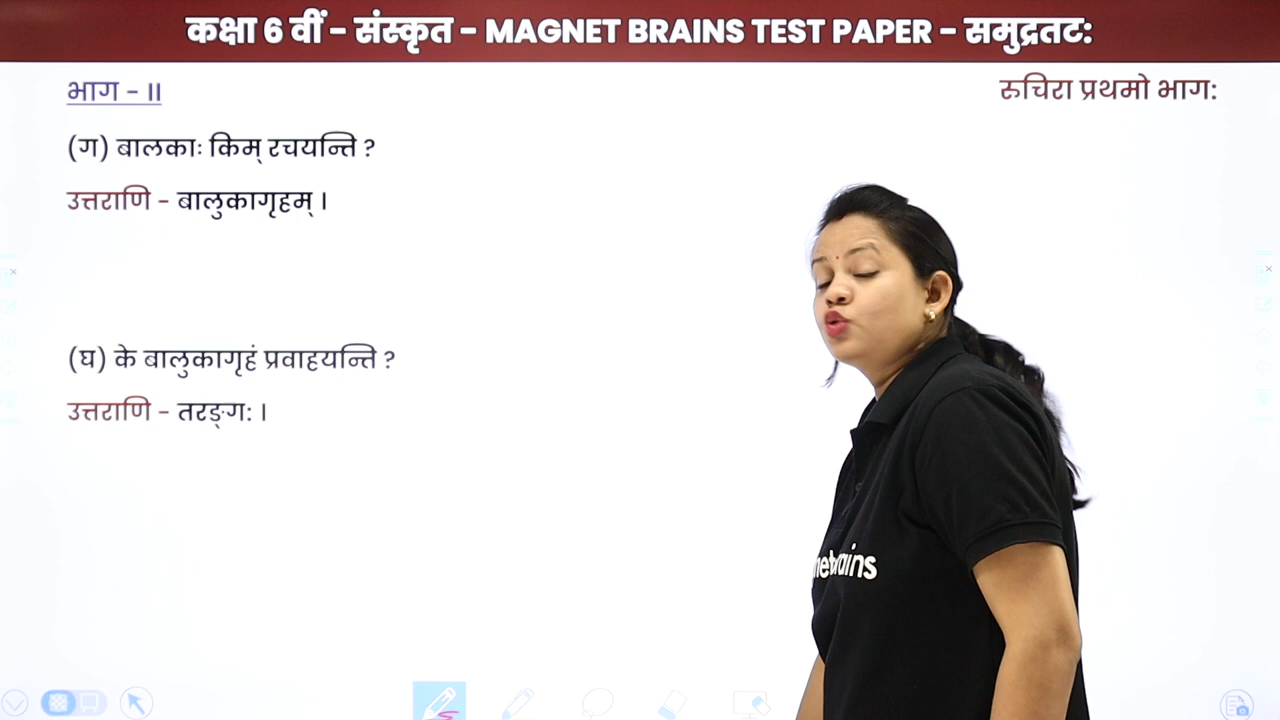 कक्षा 6 वीं - संस्कृत - MAGNET BRAINS TEST PAPER - समुद्रतट:
भाग - II
रुचिरा प्रथमो भाग:
(ग) बालकाः किम् रचयन्ति ?
उत्तराणि - बालुकागृहम् ।
(घ) के बालुकागृहं प्रवाहयन्ति ?
उत्तराणि - तरङ्ग: ।